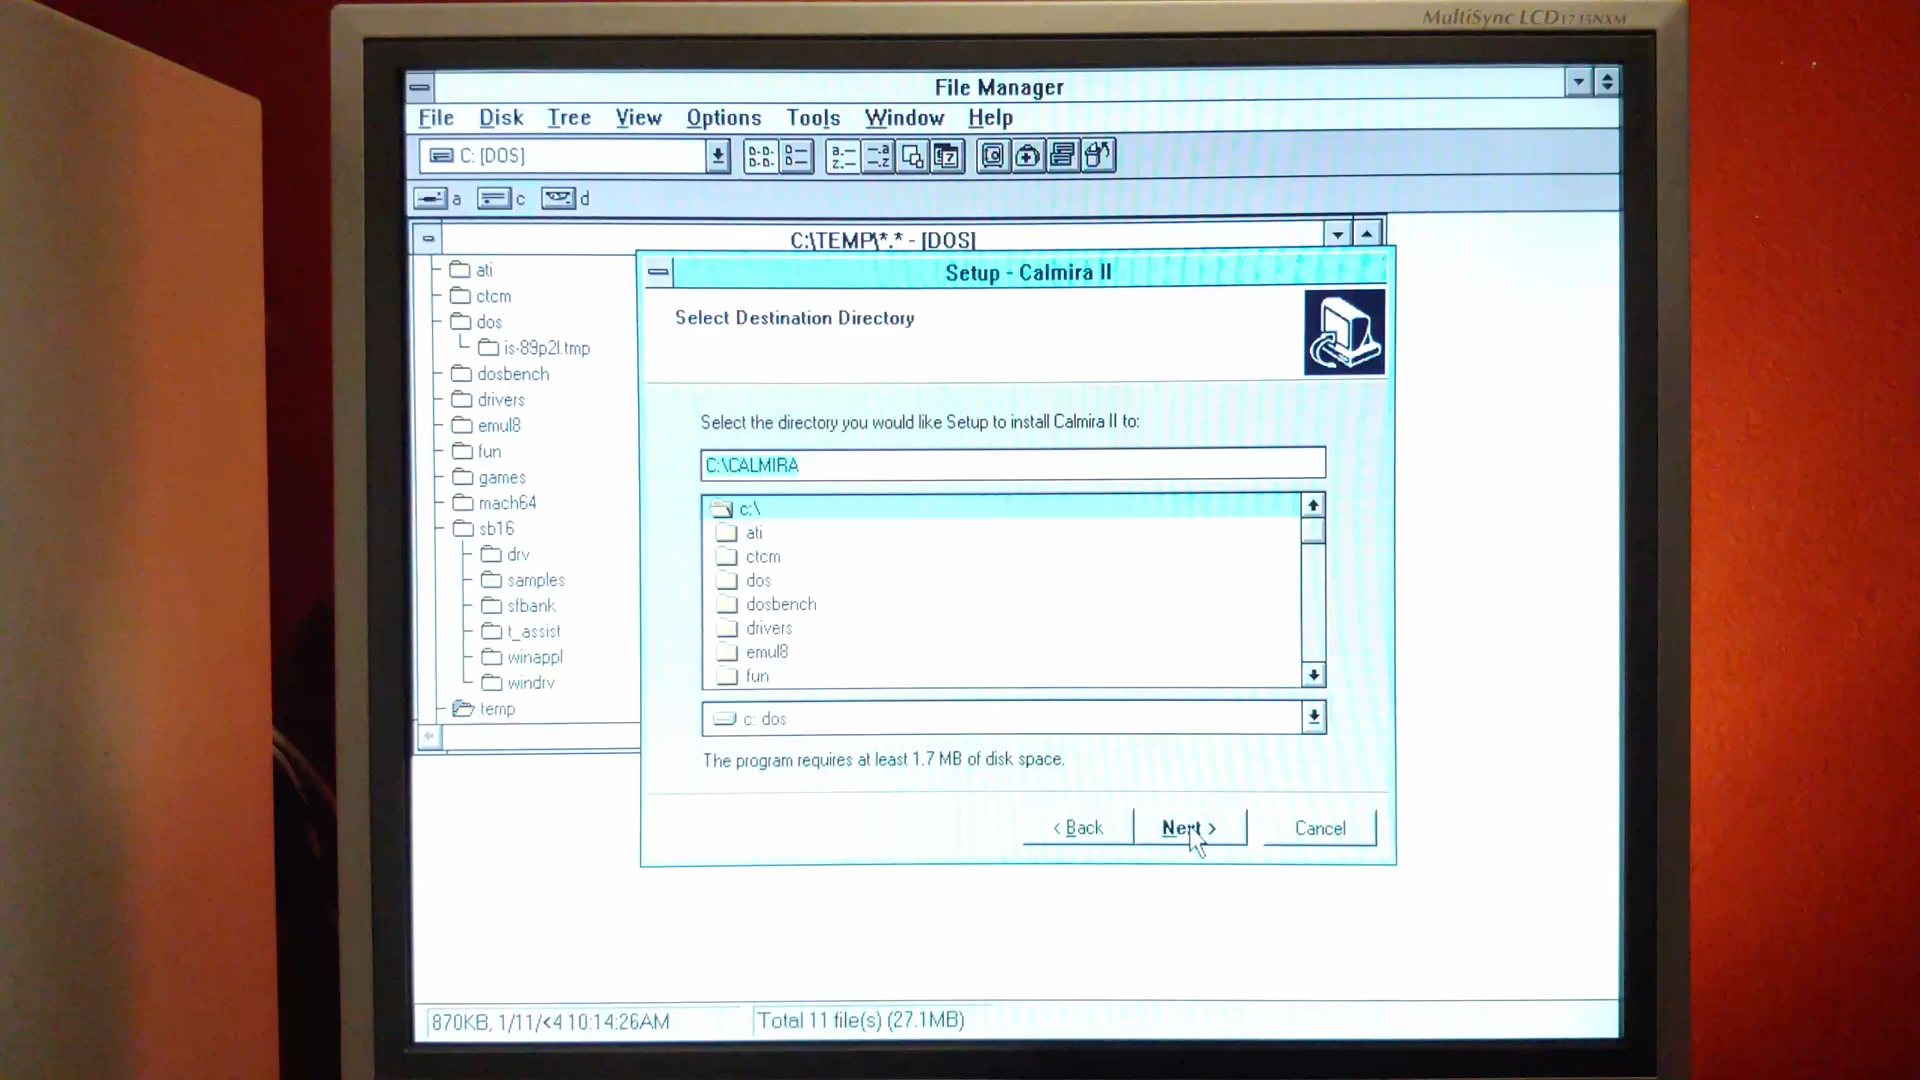 MultiSync LCD1735NXM
File Manager
File Disk Tree View Options Tools Window Help
C: [DOS]
a c d
C:\TEMP\*.* - [DOS]
ati
ctcm
dos
is-89p2l.tmp
dosbench
drivers
emul8
fun
games
mach64
sb16
drv
samples
sfbank
t_assist
winappl
windrv
temp
Setup - Calmira II
Select Destination Directory
Select the directory you would like Setup to install Calmira II to:
C:\CALMIRA
c:\
ati
ctcm
dos
dosbench
drivers
emul8
fun
c: dos
The program requires at least 1.7 MB of disk space.
< Back Next > Cancel
870KB, 1/11/<4 10:14:26AM Total 11 file(s) (27.1MB)